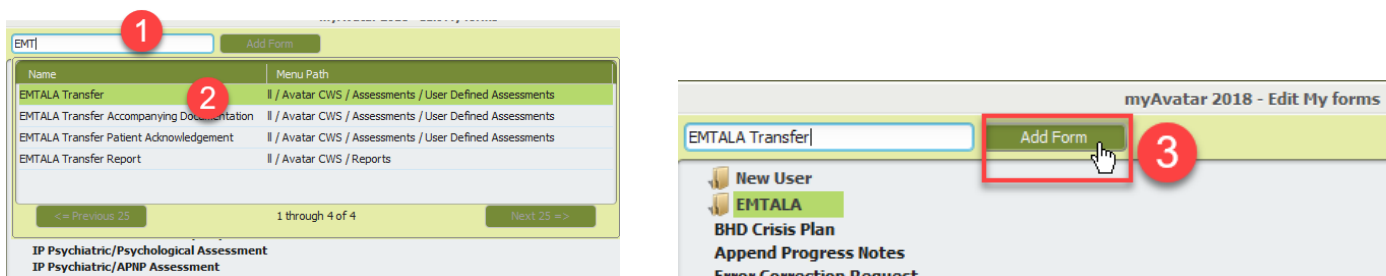 1
EMT
Add Form
Name Menu Path
EMTALA Transfer ll / Avatar CWS / Assessments / User Defined Assessments
2
EMTALA Transfer Accompanying Documentation ll / Avatar CWS / Assessments / User Defined Assessments
EMTALA Transfer Patient Acknowledgement ll / Avatar CWS / Assessments / User Defined Assessments
EMTALA Transfer Report ll / Avatar CWS / Reports
<= Previous 25 1 through 4 of 4 Next 25 =>
IP Psychiatric/Psychological Assessment
IP Psychiatric/APNP Assessment
myAvatar 2018 - Edit My forms
EMTALA Transfer Add Form
3
New User
EMTALA
BHD Crisis Plan
Append Progress Notes
Error Correction Request